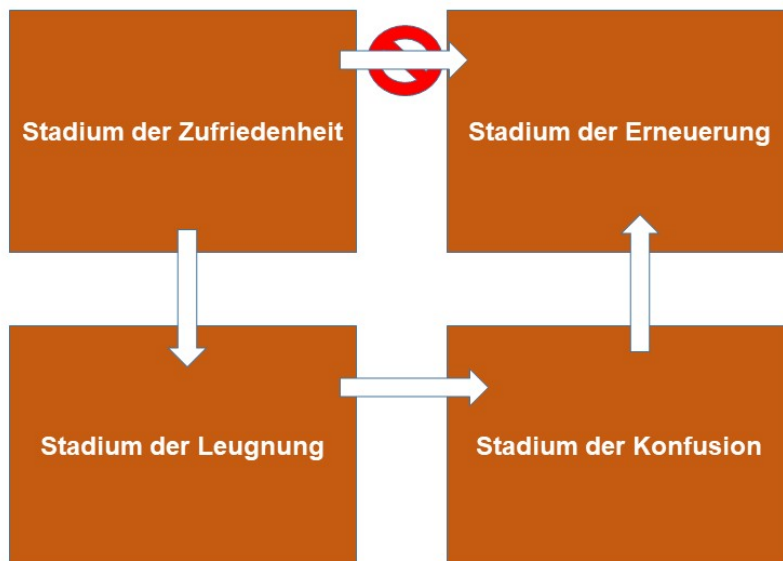 Stadium der Zufriedenheit
Stadium der Erneuerung
Stadium der Leugnung
Stadium der Konfusion